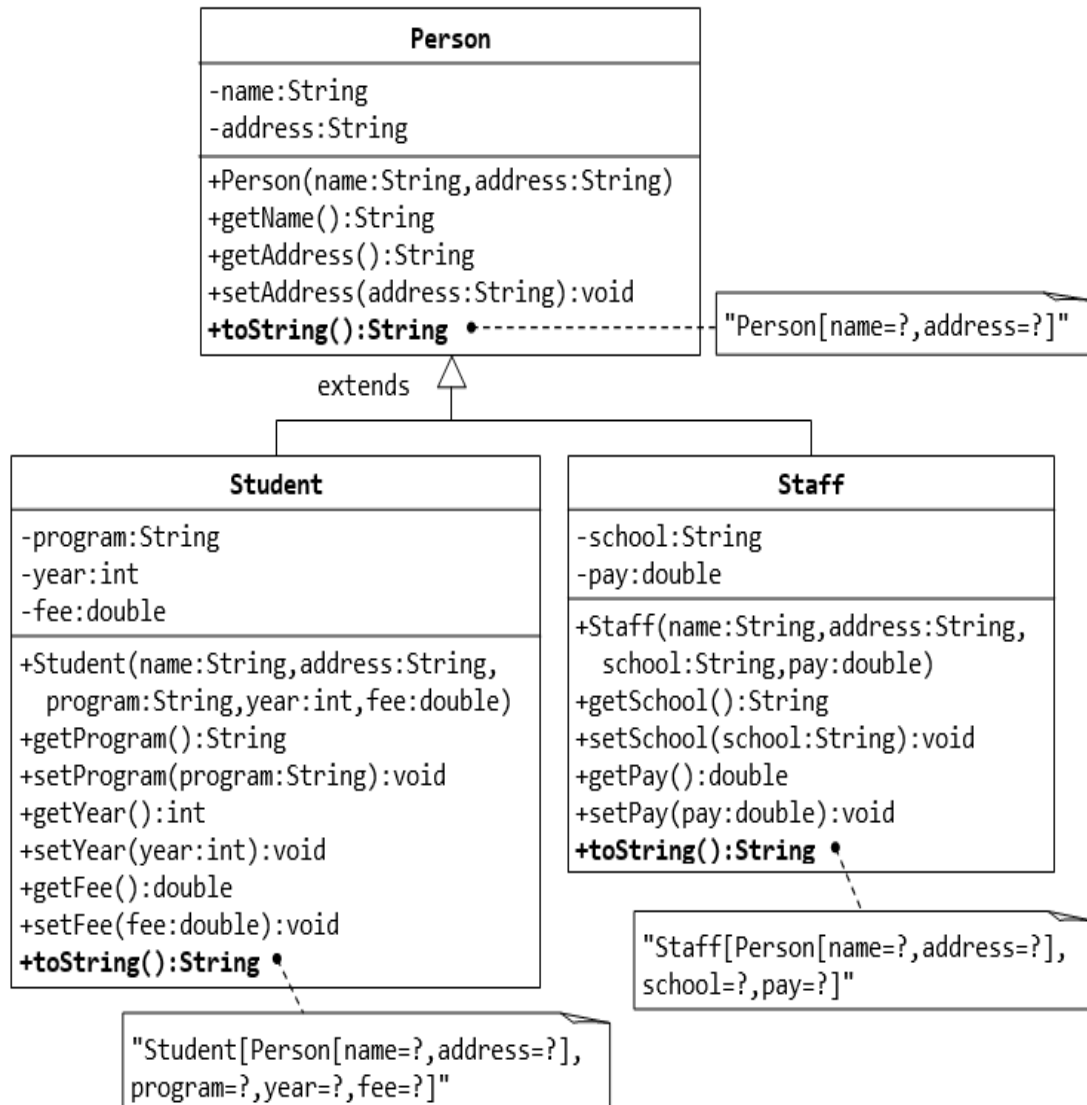 Person
-name:String
-address:String
+Person(name:String,address:String)
+getName():String
+getAddress():String
+setAddress(address:String):void
+toString():String
"Person[name=?,address=?]"
extends
Student
-program:String
-year:int
-fee:double
+Student(name:String,address:String,
program:String,year:int,fee:double)
+getProgram():String
+setProgram(program:String):void
+getYear():int
+setYear(year:int):void
+getFee():double
+setFee(fee:double):void
+toString():String
"Student[Person[name=?,address=?],
program=?,year=?,fee=?]"
Staff
-school:String
-pay:double
+Staff(name:String,address:String,
school:String,pay:double)
+getSchool():String
+setSchool(school:String):void
+getPay():double
+setPay(pay:double):void
+toString():String
"Staff[Person[name=?,address=?],
school=?,pay=?]"